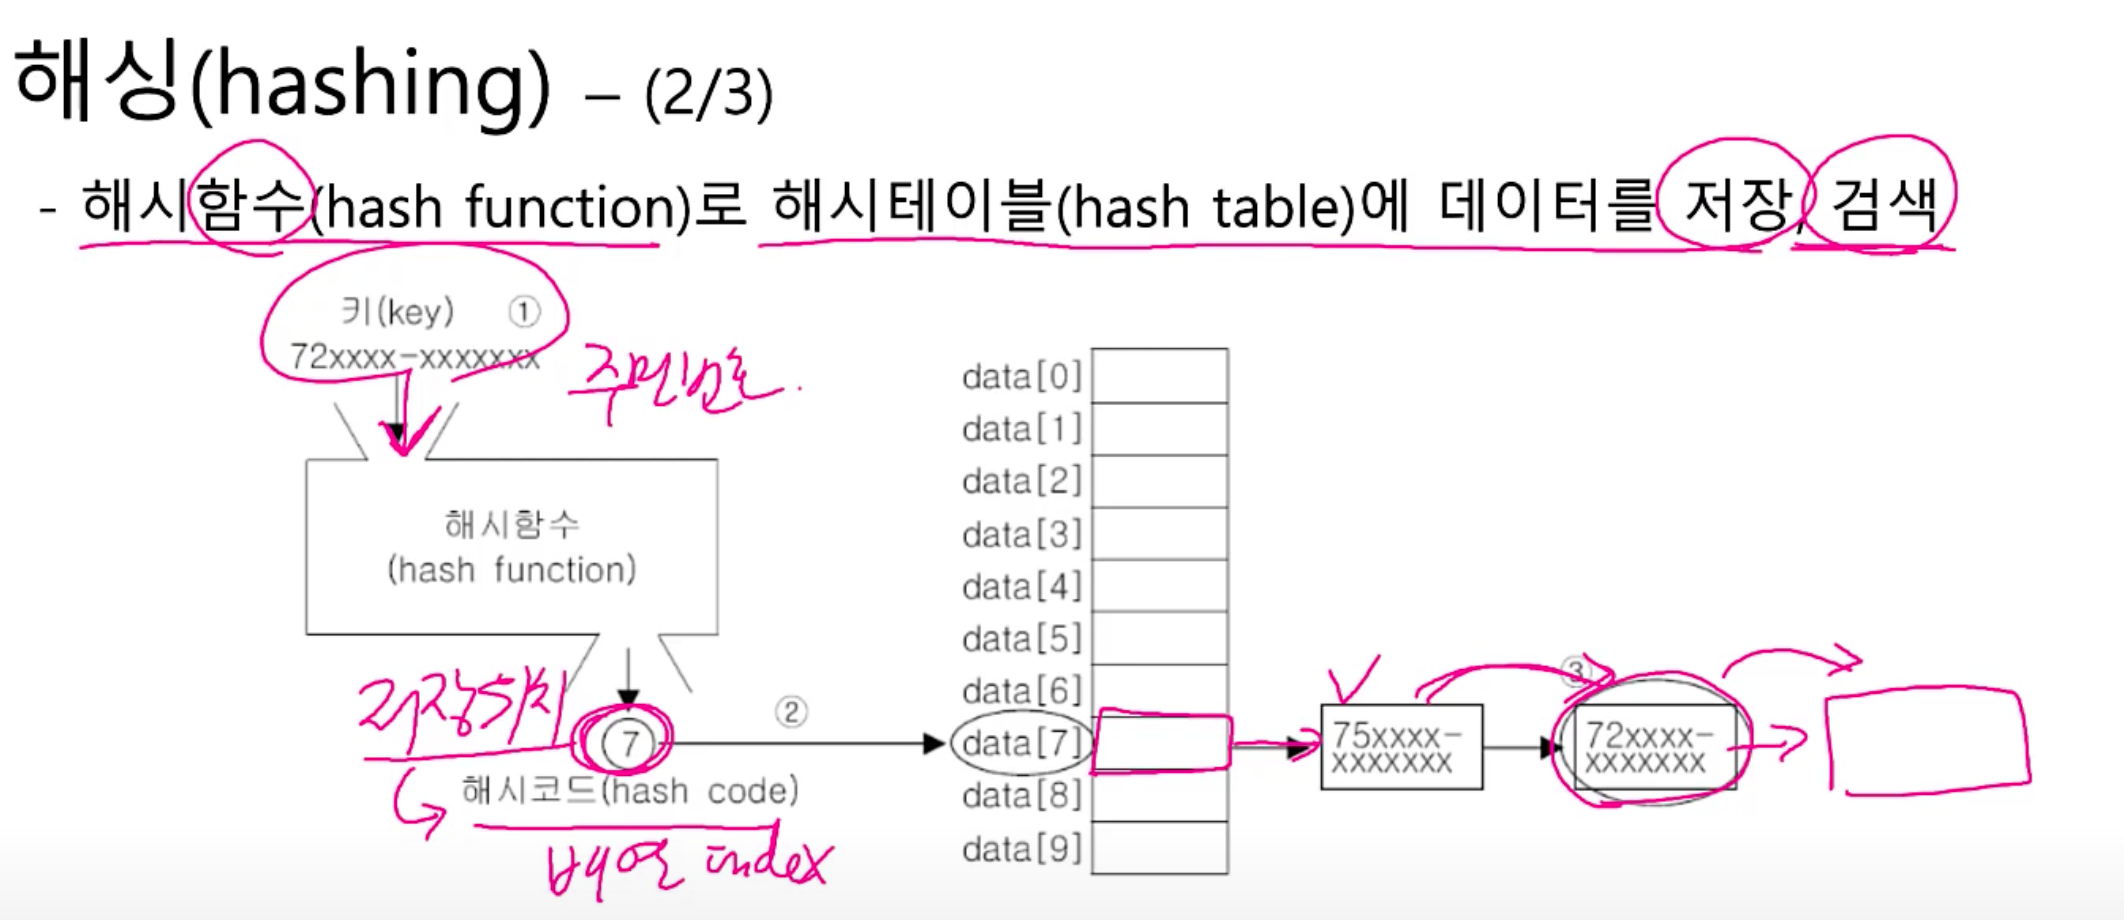 해싱(hashing) – (2/3)
- 해시함수(hash function)로 해시테이블(hash table)에 데이터를 저장, 검색
키(key) ①
72xxxx-xxxxxxx
주민번호.
해시함수
(hash function)
저장위치
7
해시코드(hash code)
배열 index
②
data[0]
data[1]
data[2]
data[3]
data[4]
data[5]
data[6]
data[7]
data[8]
data[9]
75xxxx-
xxxxxxx
③
72xxxx-
xxxxxxx